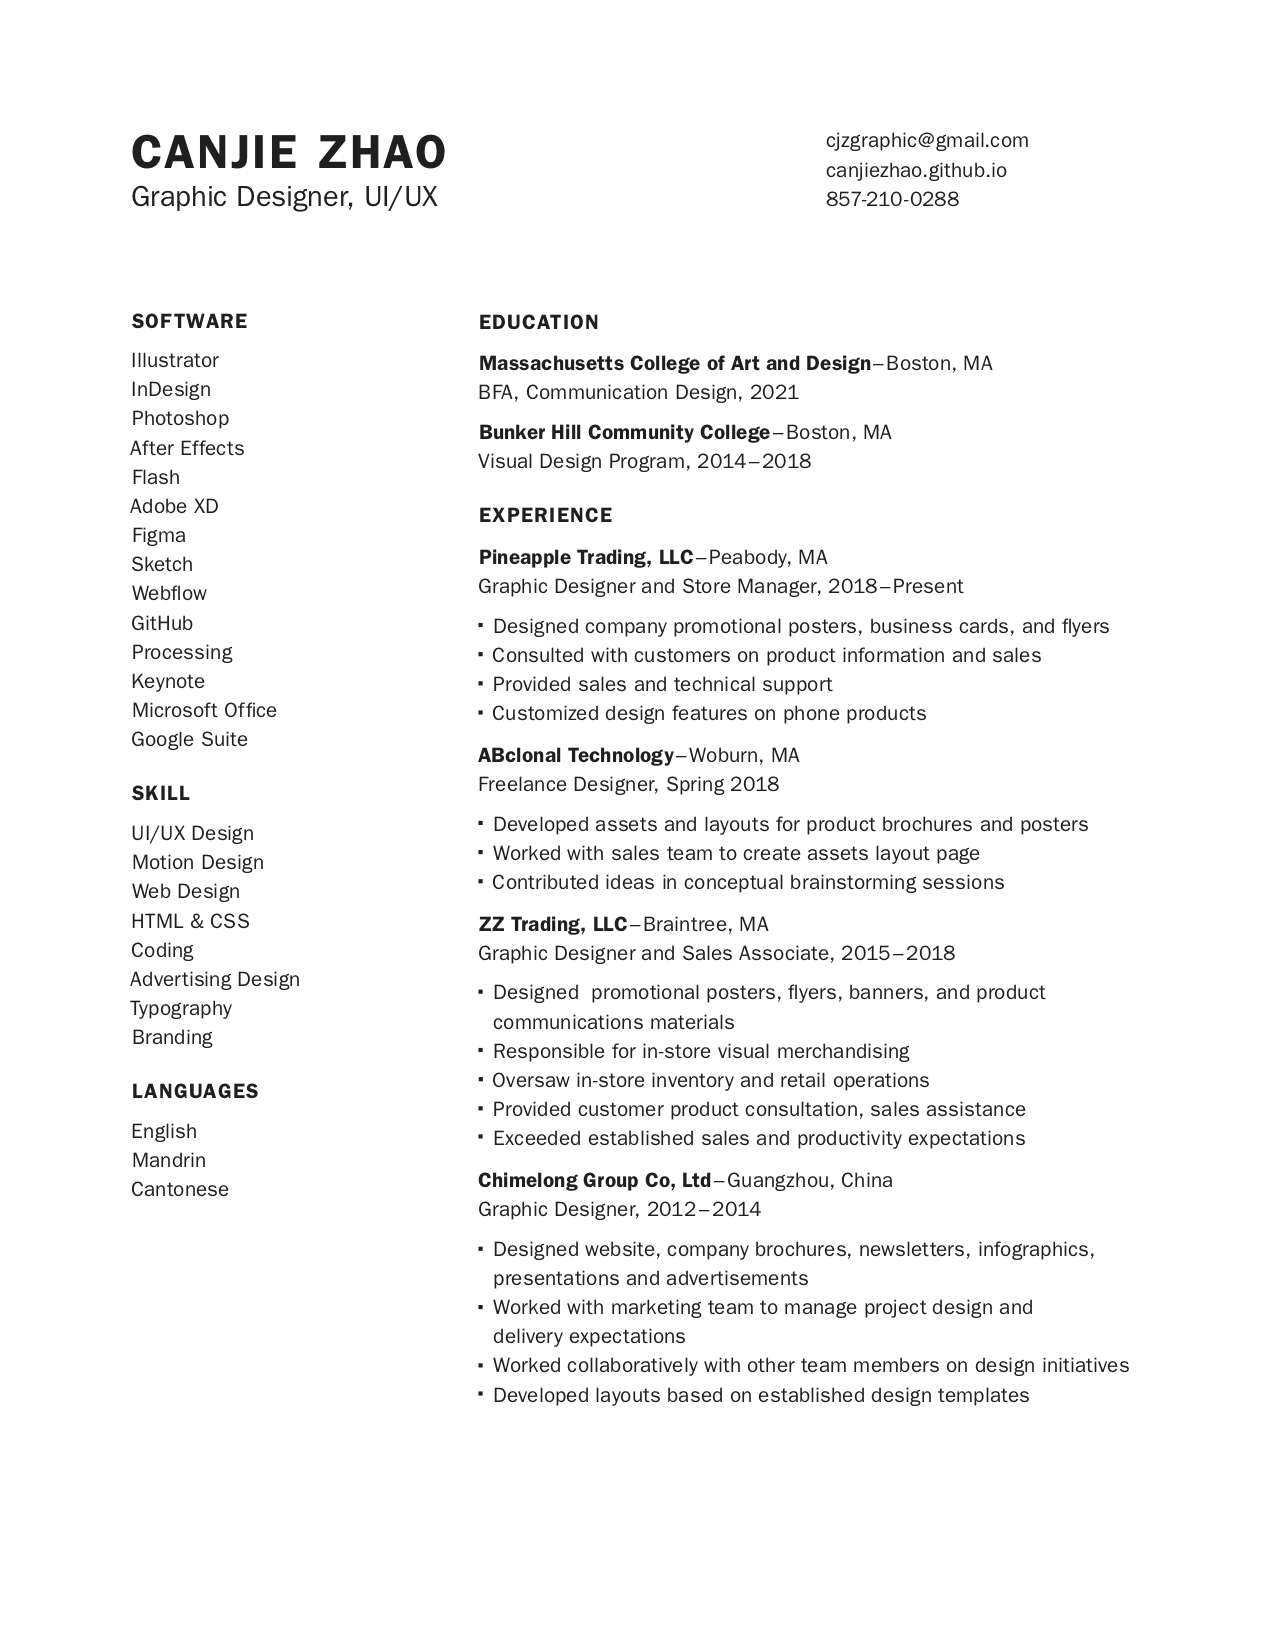 CANJIE ZHAO
Graphic Designer, UI/UX
cjzgraphic@gmail.com
canjiezhao.github.io
857-210-0288
SOFTWARE
Illustrator
InDesign
Photoshop
After Effects
Flash
Adobe XD
Figma
Sketch
Webflow
GitHub
Processing
Keynote
Microsoft Office
Google Suite
SKILL
UI/UX Design
Motion Design
Web Design
HTML & CSS
Coding
Advertising Design
Typography
Branding
LANGUAGES
English
Mandrin
Cantonese
EDUCATION
Massachusetts College of Art and Design–Boston, MA
BFA, Communication Design, 2021
Bunker Hill Community College–Boston, MA
Visual Design Program, 2014–2018
EXPERIENCE
Pineapple Trading, LLC–Peabody, MA
Graphic Designer and Store Manager, 2018–Present
▪ Designed company promotional posters, business cards, and flyers
▪ Consulted with customers on product information and sales
▪ Provided sales and technical support
▪ Customized design features on phone products
ABclonal Technology–Woburn, MA
Freelance Designer, Spring 2018
▪ Developed assets and layouts for product brochures and posters
▪ Worked with sales team to create assets layout page
▪ Contributed ideas in conceptual brainstorming sessions
ZZ Trading, LLC–Braintree, MA
Graphic Designer and Sales Associate, 2015–2018
▪ Designed  promotional posters, flyers, banners, and product
communications materials
▪ Responsible for in-store visual merchandising
▪ Oversaw in-store inventory and retail operations
▪ Provided customer product consultation, sales assistance
▪ Exceeded established sales and productivity expectations
Chimelong Group Co, Ltd–Guangzhou, China
Graphic Designer, 2012–2014
▪ Designed website, company brochures, newsletters, infographics,
presentations and advertisements
▪ Worked with marketing team to manage project design and
delivery expectations
▪ Worked collaboratively with other team members on design initiatives
▪ Developed layouts based on established design templates